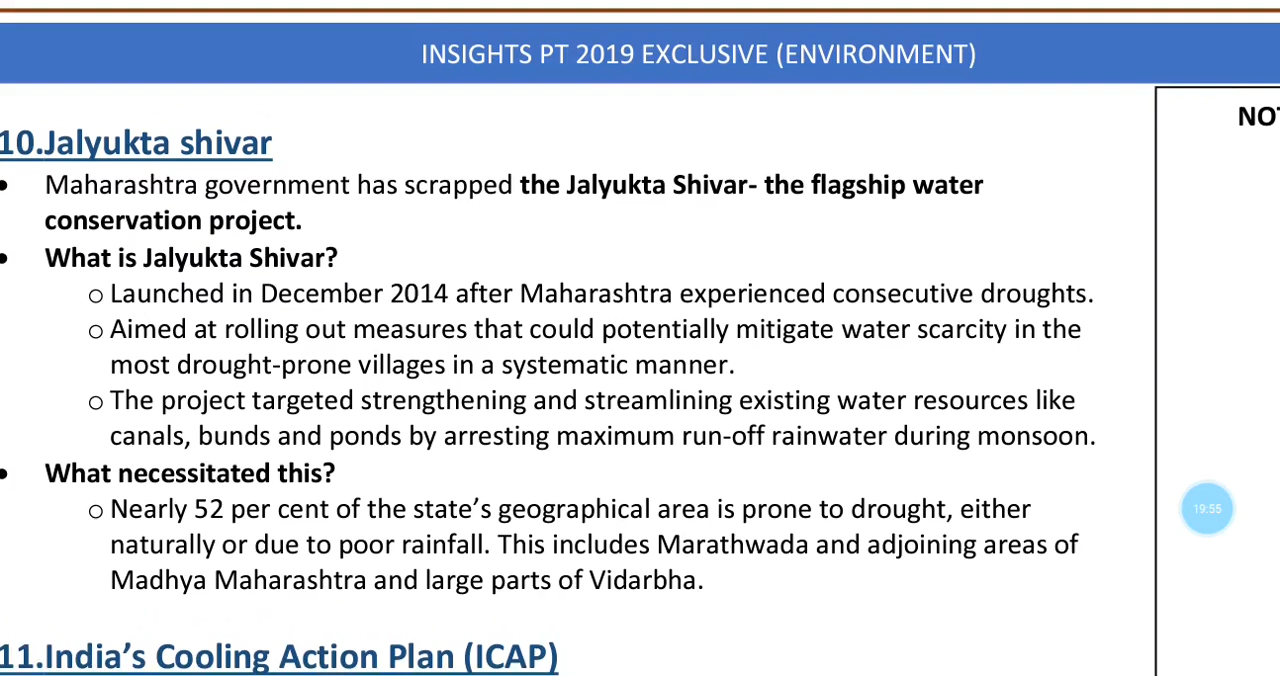 INSIGHTS PT 2019 EXCLUSIVE (ENVIRONMENT)
NOT
10.Jalyukta shivar
• Maharashtra government has scrapped the Jalyukta Shivar- the flagship water
conservation project.
• What is Jalyukta Shivar?
o Launched in December 2014 after Maharashtra experienced consecutive droughts.
o Aimed at rolling out measures that could potentially mitigate water scarcity in the
most drought-prone villages in a systematic manner.
o The project targeted strengthening and streamlining existing water resources like
canals, bunds and ponds by arresting maximum run-off rainwater during monsoon.
• What necessitated this?
o Nearly 52 per cent of the state’s geographical area is prone to drought, either
naturally or due to poor rainfall. This includes Marathwada and adjoining areas of
Madhya Maharashtra and large parts of Vidarbha.
19:55
11.India’s Cooling Action Plan (ICAP)